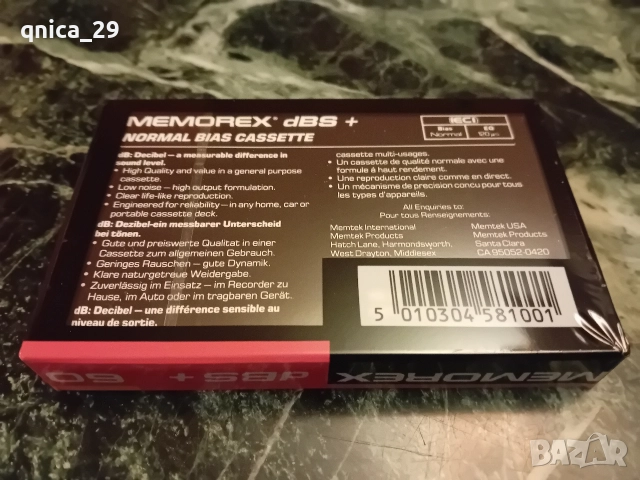 qnica_29
MEMOREX® dBS +
NORMAL BIAS CASSETTE
IEC I
Bias
Normal
EQ
120 µs
dB: Decibel — a measurable difference in
sound level.
• High Quality and value in a general purpose
cassette.
• Low noise — high output formulation.
• Clear life-like reproduction.
• Engineered for reliability — in any home, car or
portable cassette deck.
dB: Dezibel-ein messbarer Unterscheid
bei tönen.
• Gute und preiswerte Qualitat in einer
Cassette zum allgemeinen Gebrauch.
• Geringes Rauschen — gute Dynamik.
• Klare naturgetreue Weidergabe.
• Zuverlässig im Einsatz — im Recorder zu
Hause, im Auto oder im tragbaren Gerät.
dB: Decibel — une différence sensible au
niveau de sortie.
cassette multi-usages.
• Un cassette de qualité normale avec une
formule á haut rendement.
• Une reproduction claire comme en direct.
• Un mécanisme de precision concu pour tous
les types d'appareils.
All Enquiries to:
Pour tous Renseignements:
Memtek International
Memtek Products
Hatch Lane, Harmondsworth,
West Drayton, Middlesex
Memtek USA
Memtek Products
Santa Clara
CA 95052-0420
5 010304 581001
60
dBS +
MEMOREX
BAZAR